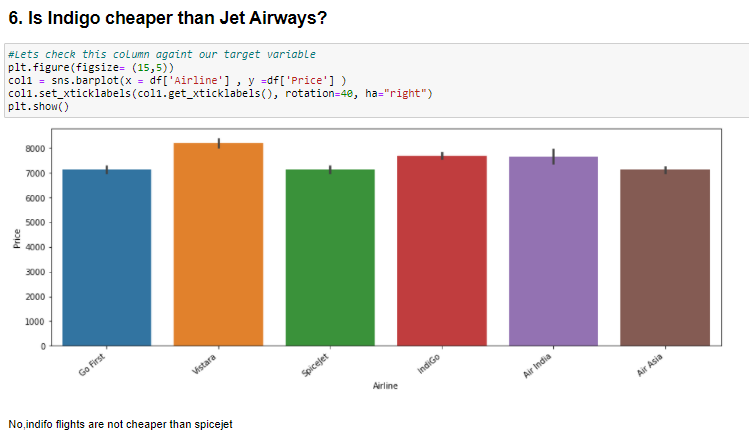 6. Is Indigo cheaper than Jet Airways?
#Lets check this column againt our target variable
plt.figure(figsize= (15,5))
col1 = sns.barplot(x = df['Airline'] , y =df['Price'] )
col1.set_xticklabels(col1.get_xticklabels(), rotation=40, ha="right")
plt.show()
8000
7000
6000
5000
4000
3000
2000
1000
0
Price
Go First
Vistara
SpiceJet
IndiGo
Air India
Air Asia
Airline
No,indifo flights are not cheaper than spicejet